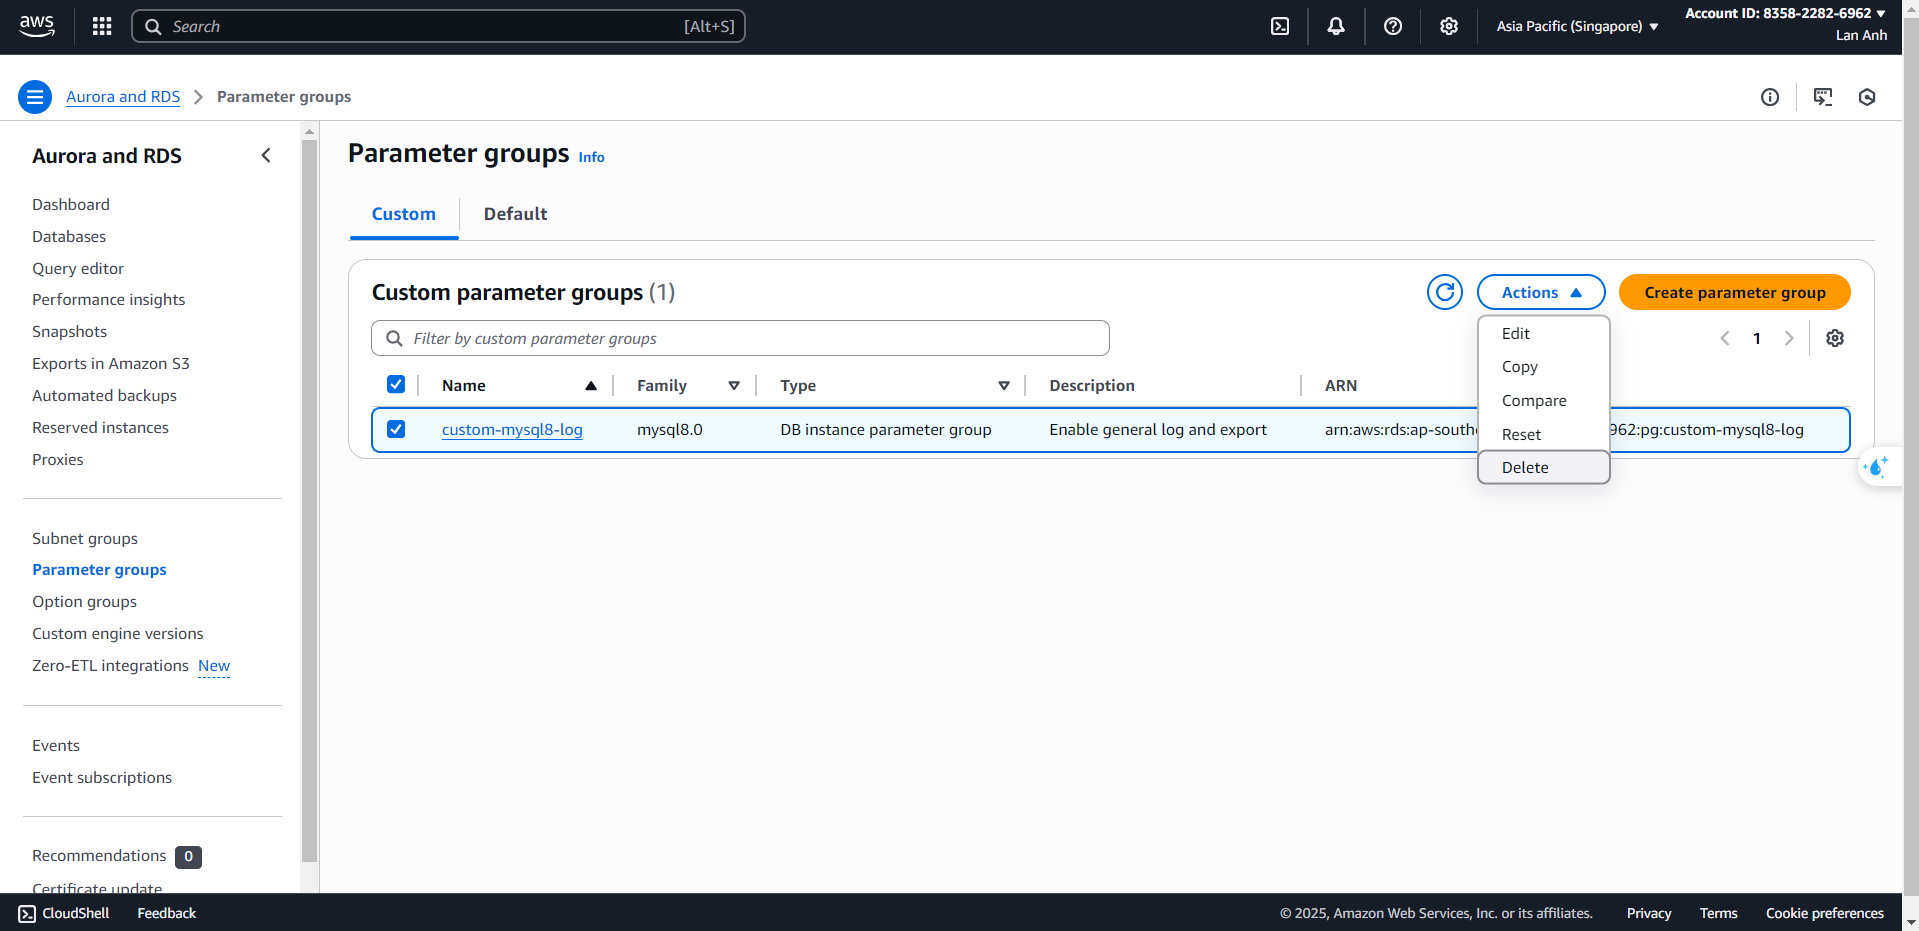 aws
Search [Alt+S]
Asia Pacific (Singapore)
Account ID: 8358-2282-6962
Lan Anh
Aurora and RDS
Parameter groups
Aurora and RDS
Dashboard
Databases
Query editor
Performance insights
Snapshots
Exports in Amazon S3
Automated backups
Reserved instances
Proxies
Subnet groups
Parameter groups
Option groups
Custom engine versions
Zero-ETL integrations New
Events
Event subscriptions
Recommendations 0
Certificate update
Parameter groups Info
Custom Default
Custom parameter groups (1)
Actions
Create parameter group
Filter by custom parameter groups
1
Edit
Copy
Compare
Reset
Delete
Name Family Type Description ARN
custom-mysql8-log mysql8.0 DB instance parameter group Enable general log and export arn:aws:rds:ap-southe 962:pg:custom-mysql8-log
CloudShell Feedback
© 2025, Amazon Web Services, Inc. or its affiliates. Privacy Terms Cookie preferences